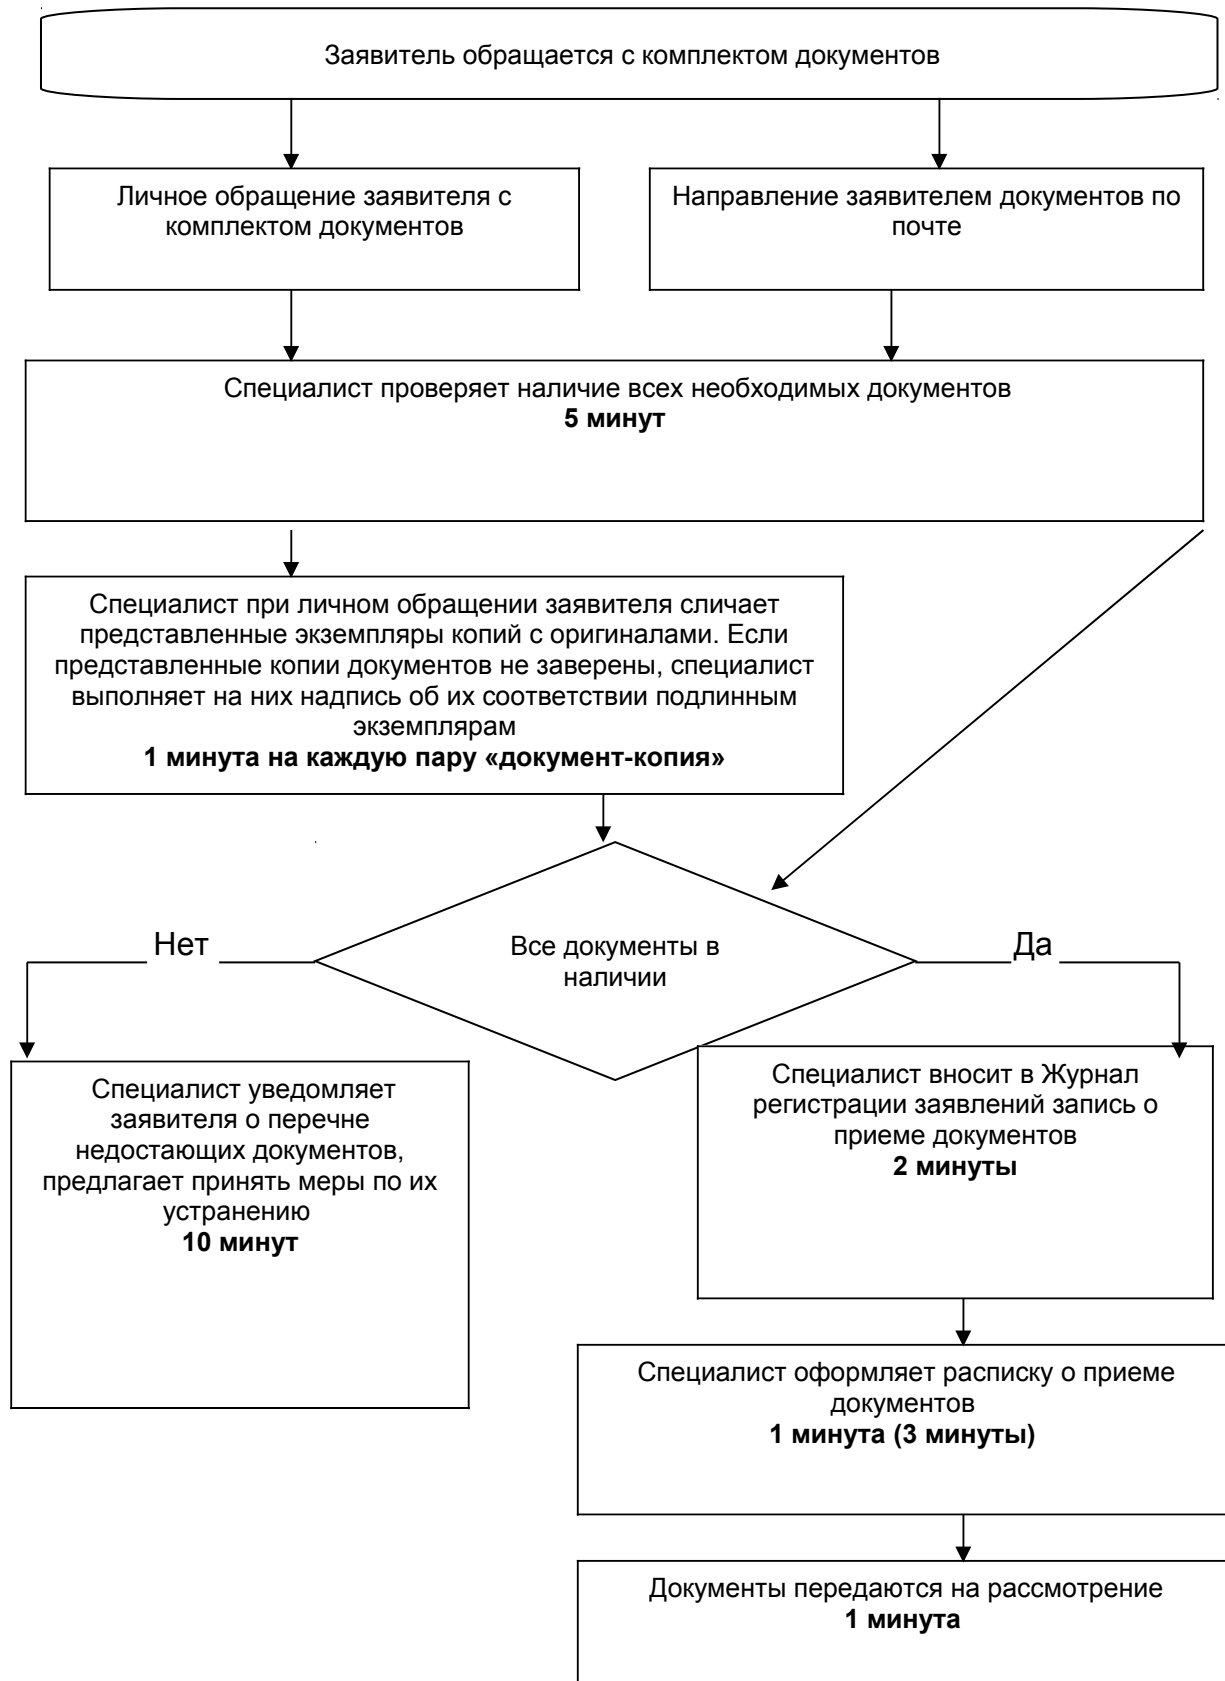 Заявитель обращается с комплектом документов
Личное обращение заявителя с
комплектом документов
Направление заявителем документов по
почте
Специалист проверяет наличие всех необходимых документов
5 минут
Специалист при личном обращении заявителя сличает
представленные экземпляры копий с оригиналами. Если
представленные копии документов не заверены, специалист
выполняет на них надпись об их соответствии подлинным
экземплярам
1 минута на каждую пару «документ-копия»
Нет
Все документы в
наличии
Да
Специалист уведомляет
заявителя о перечне
недостающих документов,
предлагает принять меры по их
устранению
10 минут
Специалист вносит в Журнал
регистрации заявлений запись о
приеме документов
2 минуты
Специалист оформляет расписку о приеме
документов
1 минута (3 минуты)
Документы передаются на рассмотрение
1 минута